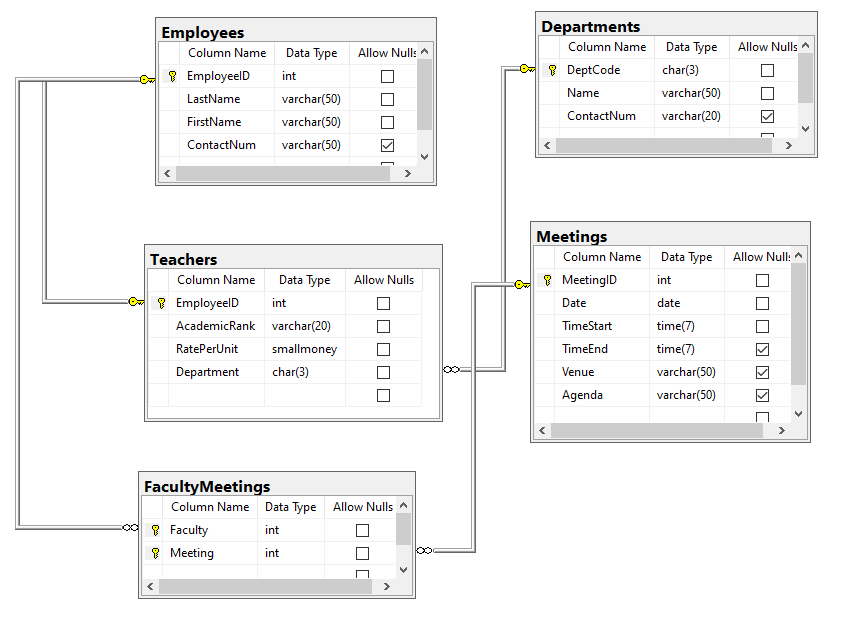 Employees
Column Name Data Type Allow Nulls
EmployeeID int
LastName varchar(50)
FirstName varchar(50)
ContactNum varchar(50)
Departments
Column Name Data Type Allow Nulls
DeptCode char(3)
Name varchar(50)
ContactNum varchar(20)
Teachers
Column Name Data Type Allow Nulls
EmployeeID int
AcademicRank varchar(20)
RatePerUnit smallmoney
Department char(3)
Meetings
Column Name Data Type Allow Nulls
MeetingID int
Date date
TimeStart time(7)
TimeEnd time(7)
Venue varchar(50)
Agenda varchar(50)
FacultyMeetings
Column Name Data Type Allow Nulls
Faculty int
Meeting int